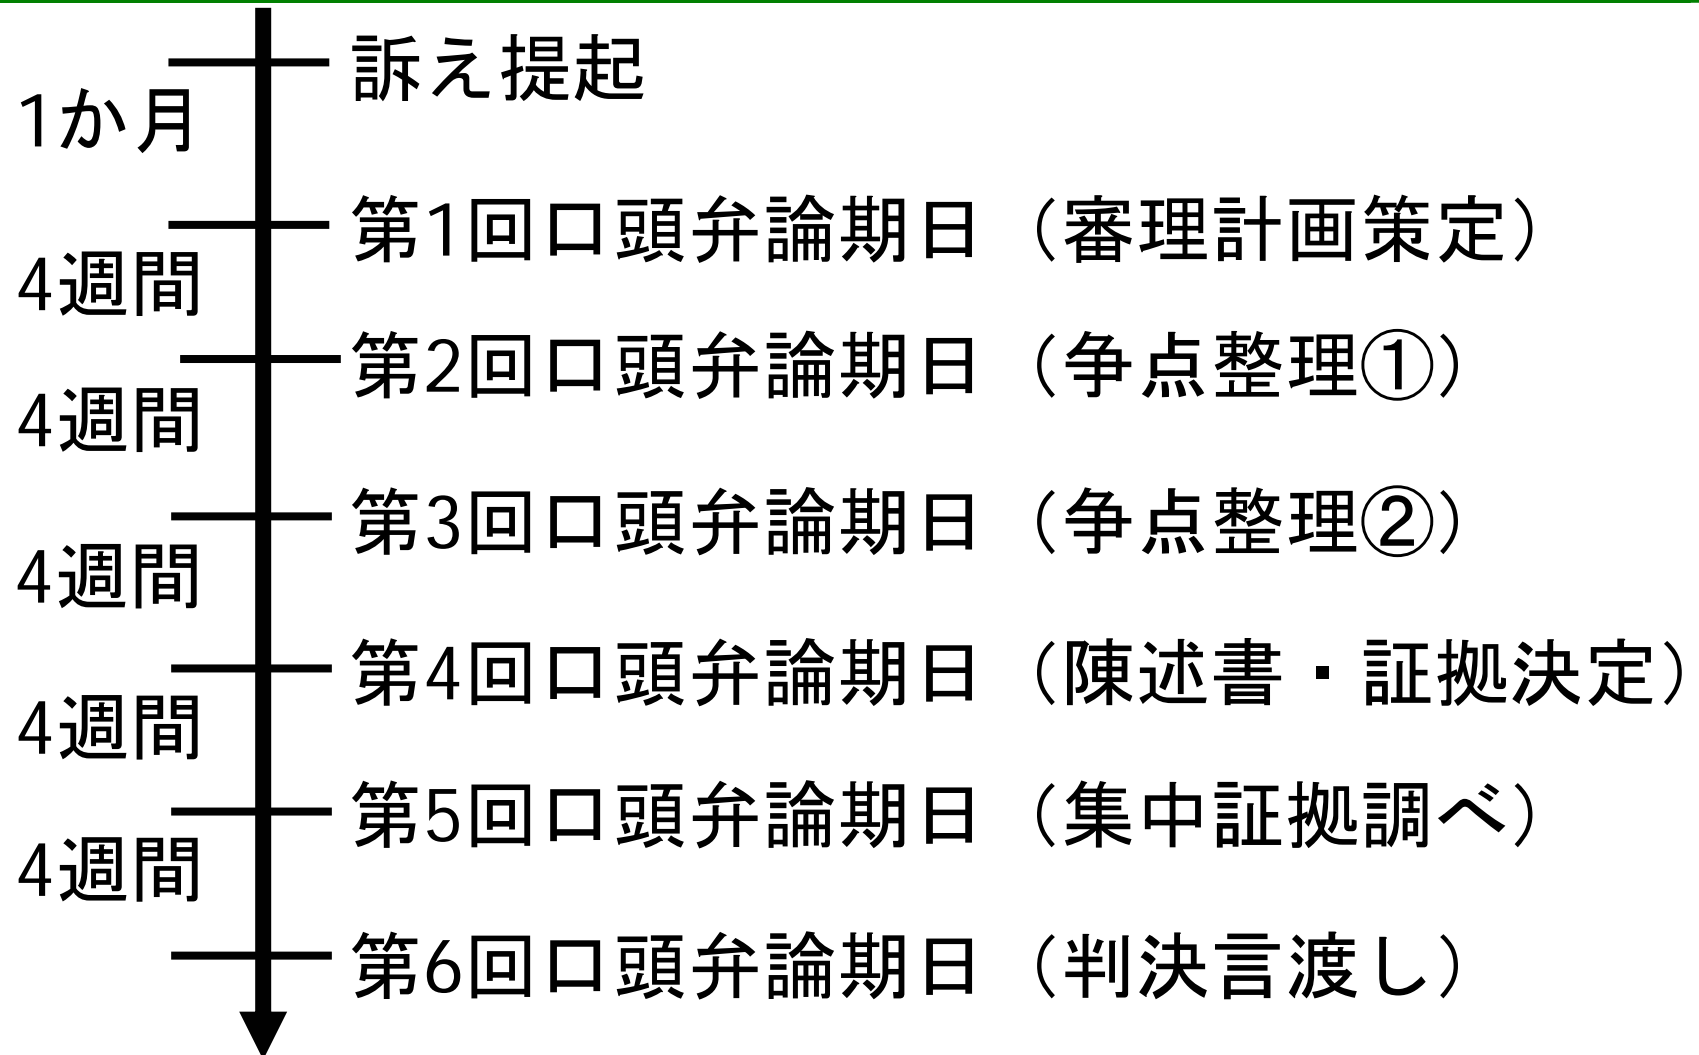 訴え提起
1か月
第1回口頭弁論期日（審理計画策定）
4週間
第2回口頭弁論期日（争点整理①）
4週間
第3回口頭弁論期日（争点整理②）
4週間
第4回口頭弁論期日（陳述書・証拠決定）
4週間
第5回口頭弁論期日（集中証拠調べ）
4週間
第6回口頭弁論期日（判決言渡し）